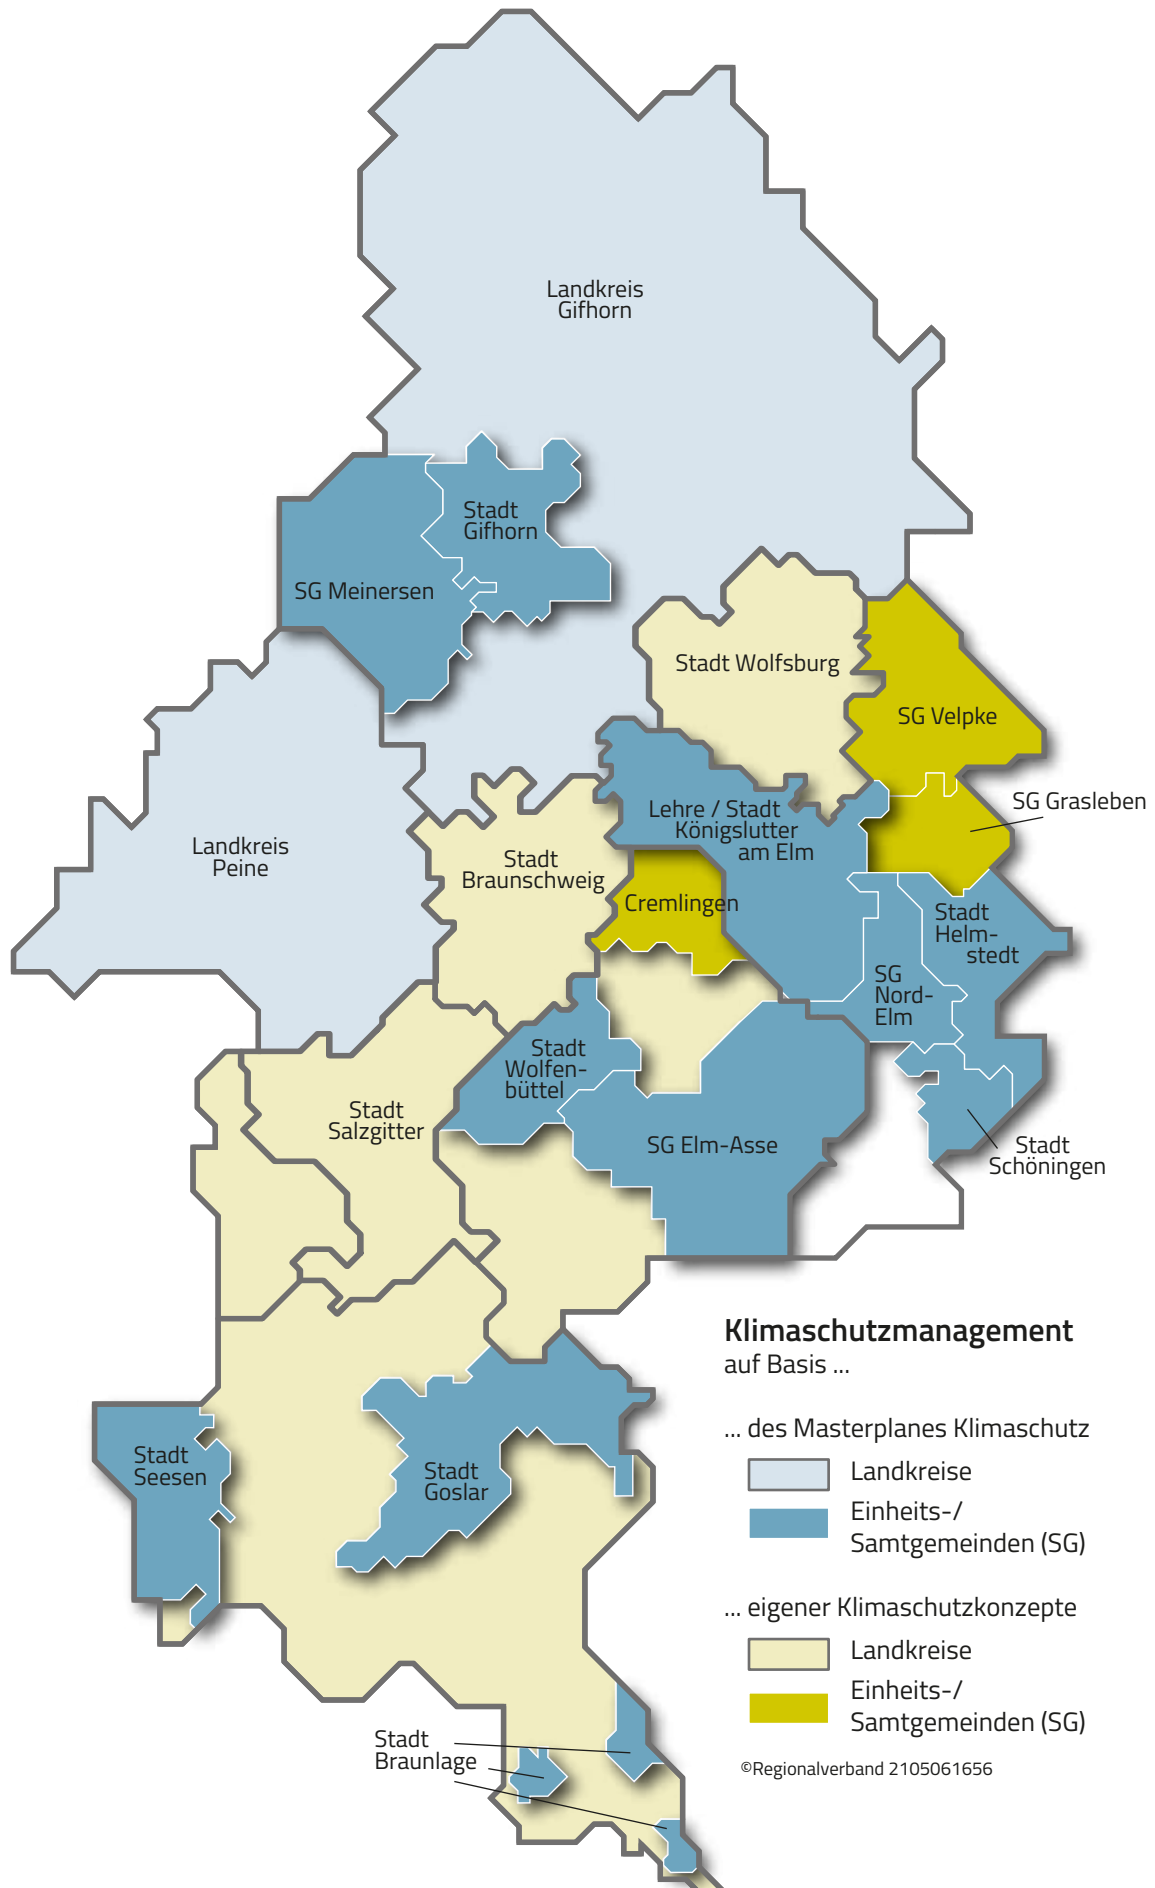 Landkreis
Gifhorn
Stadt
Gifhorn
SG Meinersen
Stadt Wolfsburg
SG Velpke
SG Grasleben
Lehre / Stadt
Königslutter
am Elm
Landkreis
Peine
Stadt
Braunschweig
Cremlingen
Stadt
Helm-
stedt
SG
Nord-
Elm
Stadt
Wolfen-
büttel
Stadt
Salzgitter
SG Elm-Asse
Stadt
Schöningen
Stadt
Seesen
Stadt
Goslar
Stadt
Braunlage
Klimaschutzmanagement
auf Basis ...
... des Masterplanes Klimaschutz
Landkreise
Einheits-/
Samtgemeinden (SG)
... eigener Klimaschutzkonzepte
Landkreise
Einheits-/
Samtgemeinden (SG)
©Regionalverband 2105061656